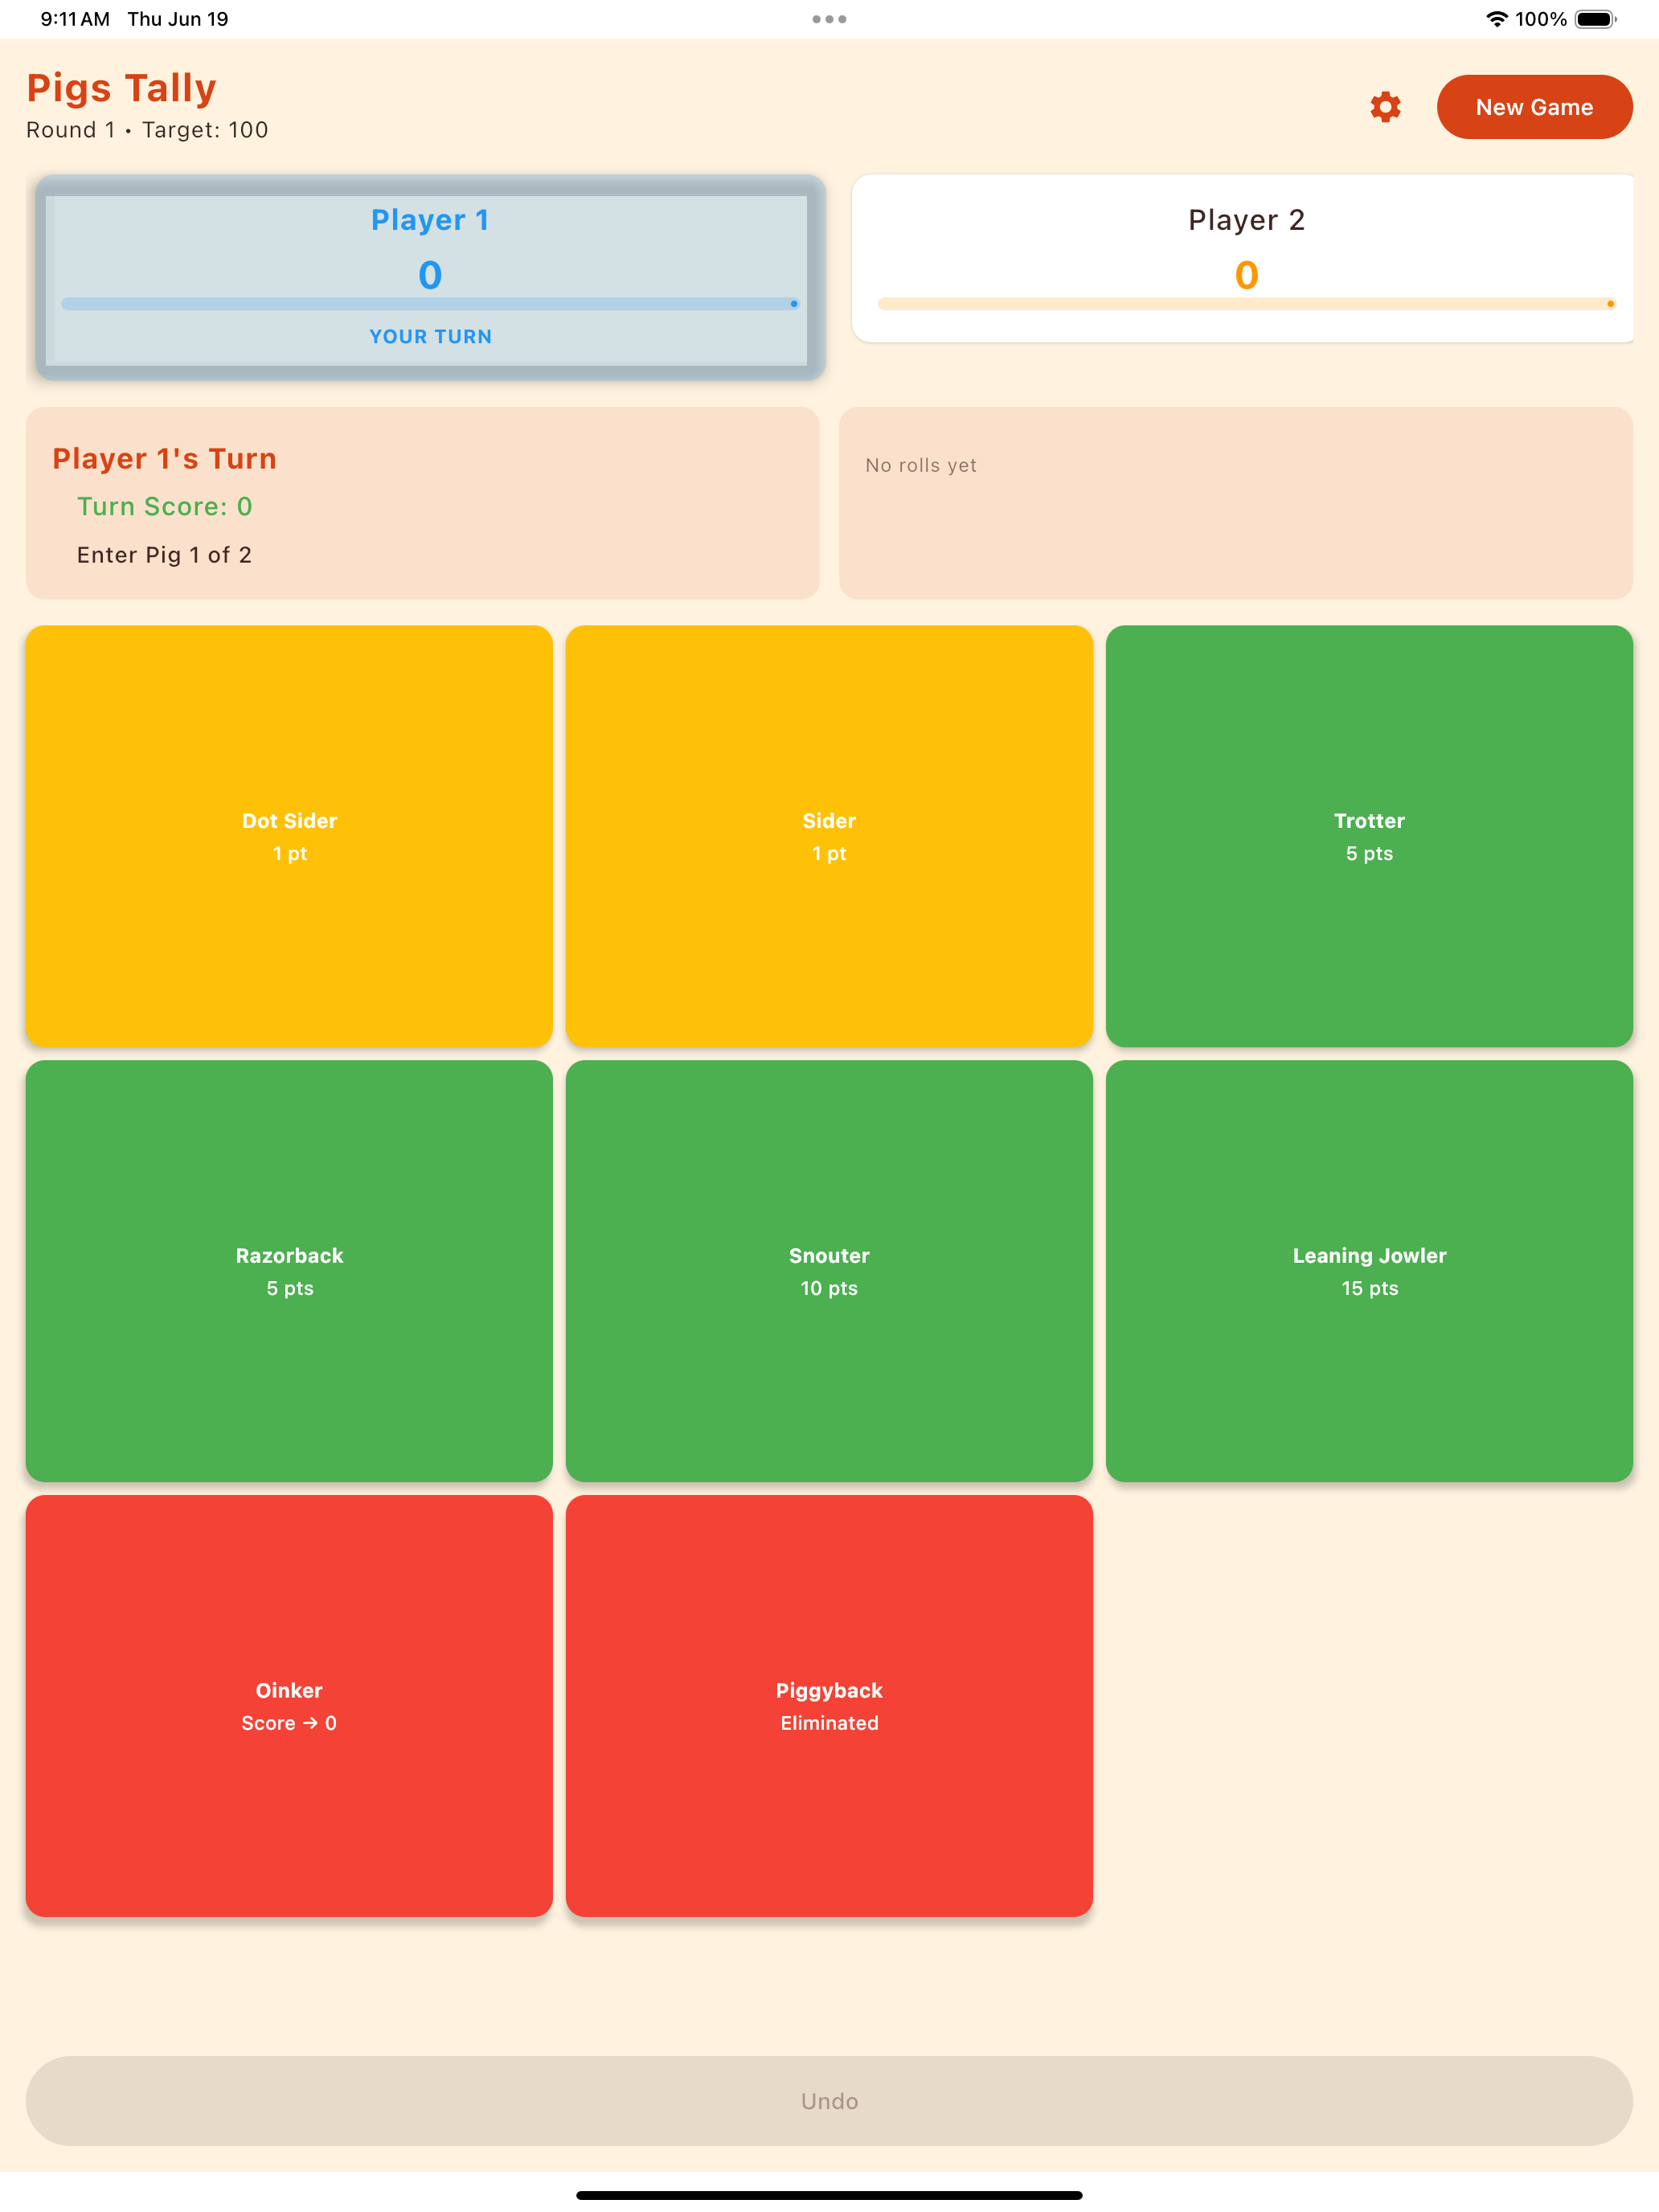 9:11 AM Thu Jun 19
100%
Pigs Tally
Round 1 • Target: 100
New Game
Player 1
0
YOUR TURN
Player 2
0
Player 1's Turn
Turn Score: 0
Enter Pig 1 of 2
No rolls yet
Dot Sider
1 pt
Sider
1 pt
Trotter
5 pts
Razorback
5 pts
Snouter
10 pts
Leaning Jowler
15 pts
Oinker
Score → 0
Piggyback
Eliminated
Undo